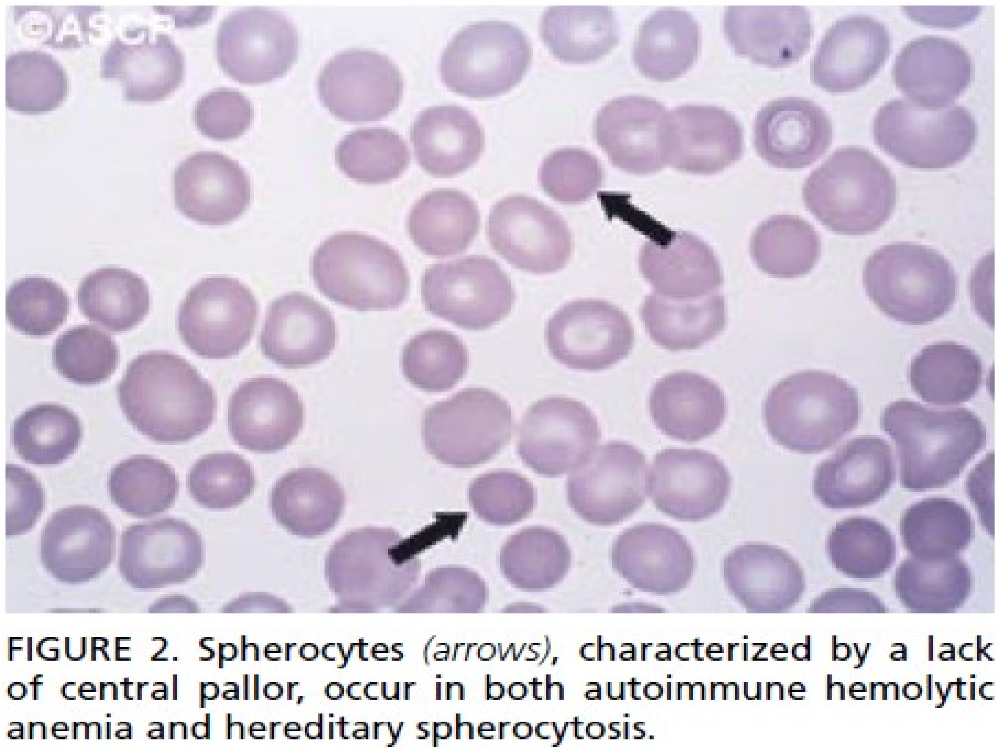 ©ASCP
FIGURE 2. Spherocytes (arrows), characterized by a lack
of central pallor, occur in both autoimmune hemolytic
anemia and hereditary spherocytosis.